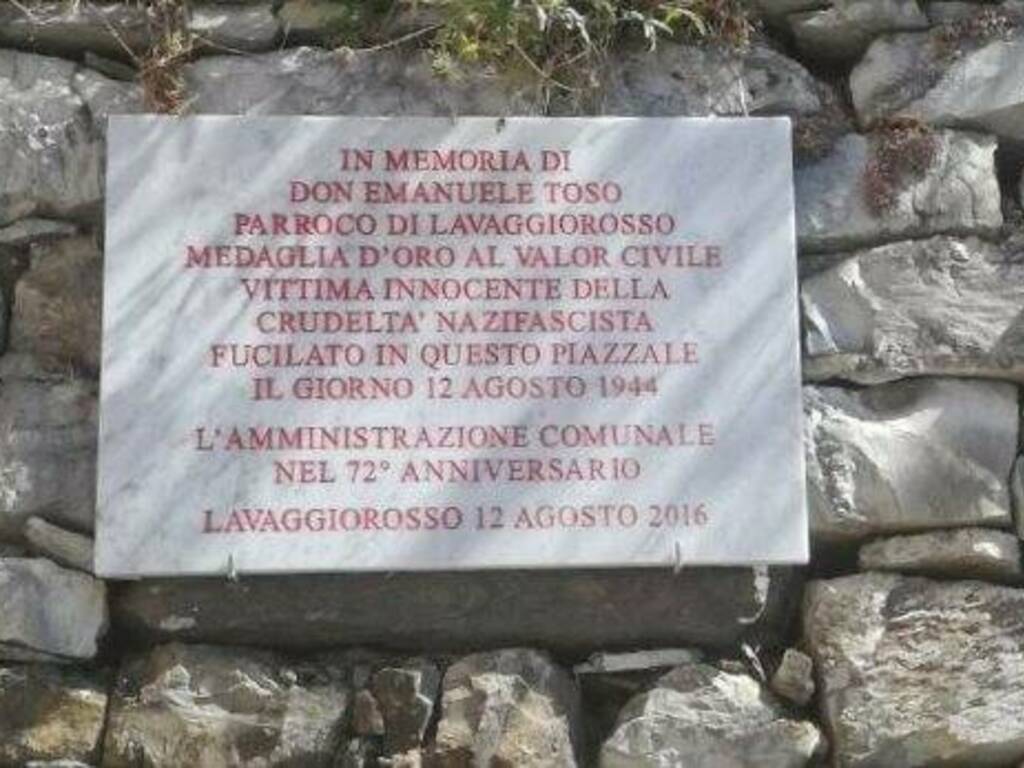 IN MEMORIA DI
DON EMANUELE TOSO
PARROCO DI LAVAGGIOROSSO
MEDAGLIA D'ORO AL VALOR CIVILE
VITTIMA INNOCENTE DELLA
CRUDELTA' NAZIFASCISTA
FUCILATO IN QUESTO PIAZZALE
IL GIORNO 12 AGOSTO 1944
L'AMMINISTRAZIONE COMUNALE
NEL 72° ANNIVERSARIO
LAVAGGIOROSSO 12 AGOSTO 2016